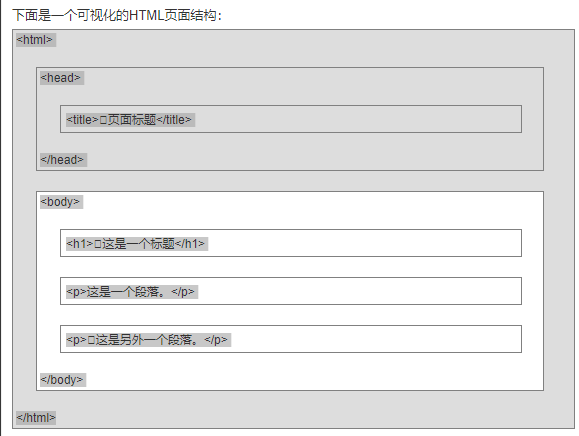 下面是一个可视化的HTML页面结构：
<html>
<head>
<title>页面标题</title>
</head>
<body>
<h1>这是一个标题</h1>
<p>这是一个段落。</p>
<p>这是另外一个段落。</p>
</body>
</html>